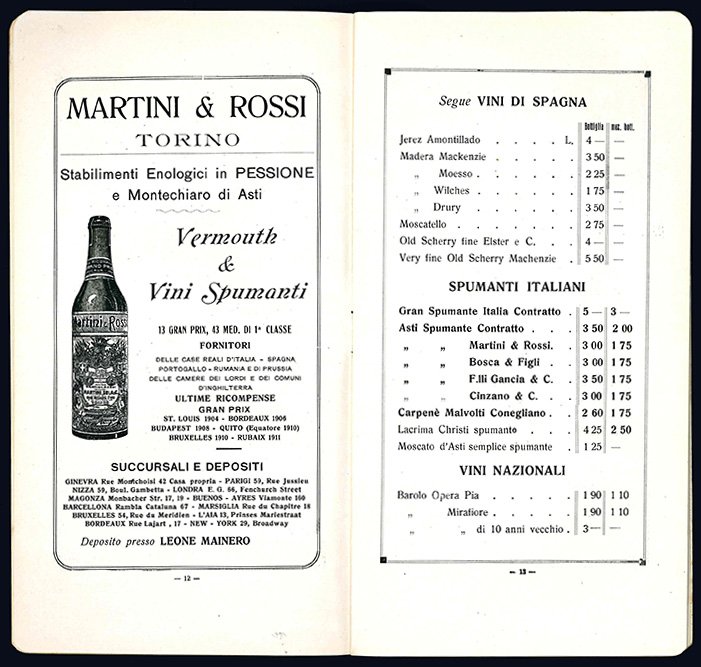 MARTINI & ROSSI
TORINO
Stabilimenti Enologici in PESSIONE
e Montechiaro di Asti
Vermouth
&
Vini Spumanti
Martini e Rossi
13 GRAN PRIX, 43 MED. DI 1ª CLASSE
FORNITORI
DELLE CASE REALI D'ITALIA - SPAGNA
PORTOGALLO - RUMANIA E DI PRUSSIA
DELLE CAMERE DEI LORDI E DEI COMUNI
D'INGHILTERRA
ULTIME RICOMPENSE
GRAN PRIX
ST. LOUIS 1904 - BORDEAUX 1906
BUDAPEST 1908 - QUITO (Equatore 1910)
BRUXELLES 1910 - RUBAIX 1911
SUCCURSALI E DEPOSITI
GINEVRA Rue Montchoisi 42 Casa propria - PARIGI 59, Rue Jussieu
NIZZA 59, Boul. Gambetta - LONDRA E. G. 66, Fenchurch Street
MAGONZA Monbacher Str. 17, 19 - BUENOS - AYRES Viamonte 160
BARCELLONA Rambla Cataluna 67 - MARSIGLIA Rue du Chapitre 18
BRUXELLES 54, Rue du Meridien - L'AIA 13, Prinses Mariestraat
BORDEAUX Rue Lajart, 17 - NEW - YORK 29, Broadway
Deposito presso LEONE MAINERO
— 12 —
Segue VINI DI SPAGNA
Bottiglia mez. bott.
Jerez Amontillado . . . . L. 4 — —
Madera Mackenzie . . . . . 3 50 —
„ Moesso . . . . . . 2 25 —
„ Wilches . . . . . . 1 75 —
„ Drury . . . . . . 3 50 —
Moscatello . . . . . . . 2 75 —
Old Scherry fine Elster e C. . . 4 — —
Very fine Old Scherry Machenzie . . 5 50 —
SPUMANTI ITALIANI
Gran Spumante Italia Contratto . 5 — 3 —
Asti Spumante Contratto . . . 3 50 2 00
„ „ Martini & Rossi. . 3 00 1 75
„ „ Bosca & Figli . . 3 00 1 75
„ „ F.lli Gancia & C. . 3 50 1 75
„ „ Cinzano & C. . 3 00 1 75
Carpenè Malvolti Conegliano . . 2 60 1 75
Lacrima Christi spumante . . . 4 25 2 50
Moscato d'Asti semplice spumante . 1 25 —
VINI NAZIONALI
Barolo Opera Pia . . . . . 1 90 1 10
„ Mirafiore . . . . . 1 90 1 10
„ „ di 10 anni vecchio . 3 — —
— 13 —